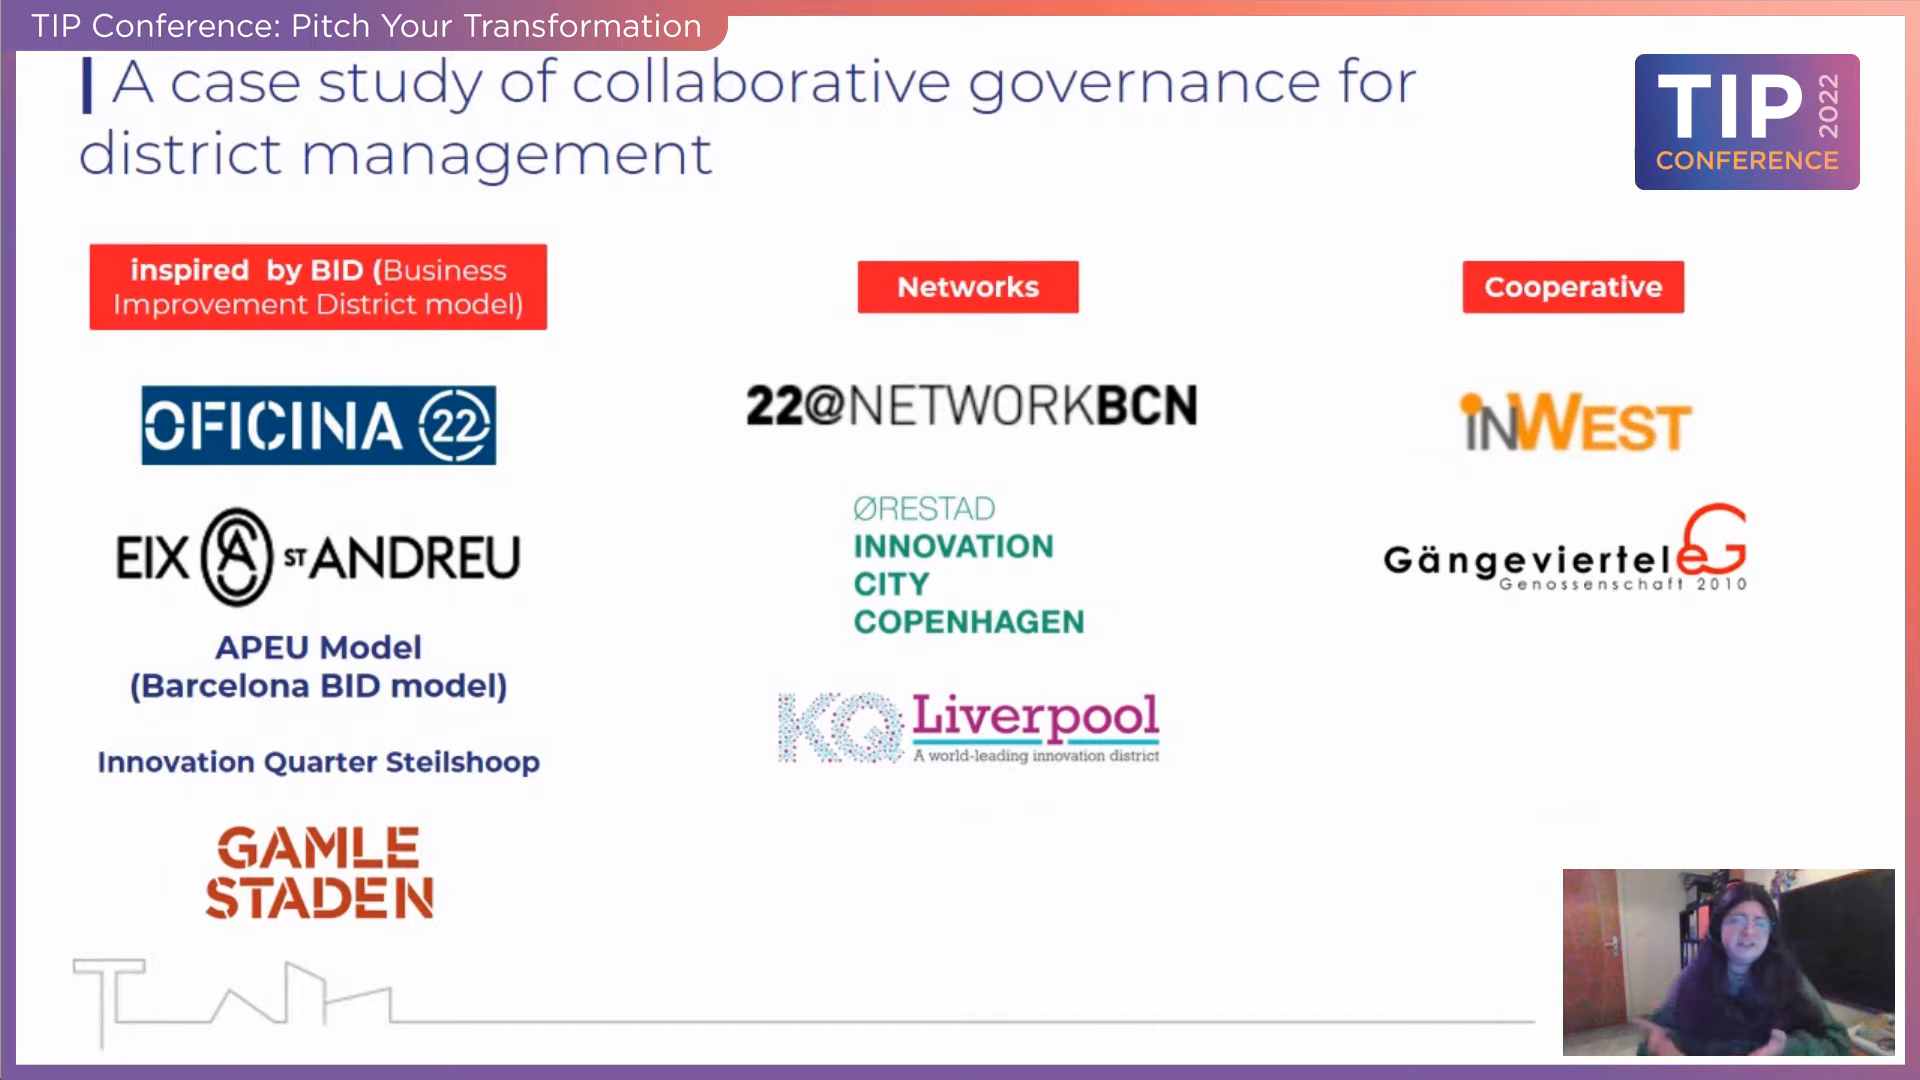 TIP Conference: Pitch Your Transformation
A case study of collaborative governance for
district management
TIP 2022
CONFERENCE
inspired by BID (Business
Improvement District model)
OFICINA 22
EIX SA ST ANDREU
APEU Model
(Barcelona BID model)
Innovation Quarter Steilshoop
GAMLE
STADEN
Networks
22@NETWORKBCN
ØRESTAD
INNOVATION
CITY
COPENHAGEN
KQ Liverpool
A world-leading innovation district
Cooperative
inWEST
Gängeviertel eG
Genossenschaft 2010